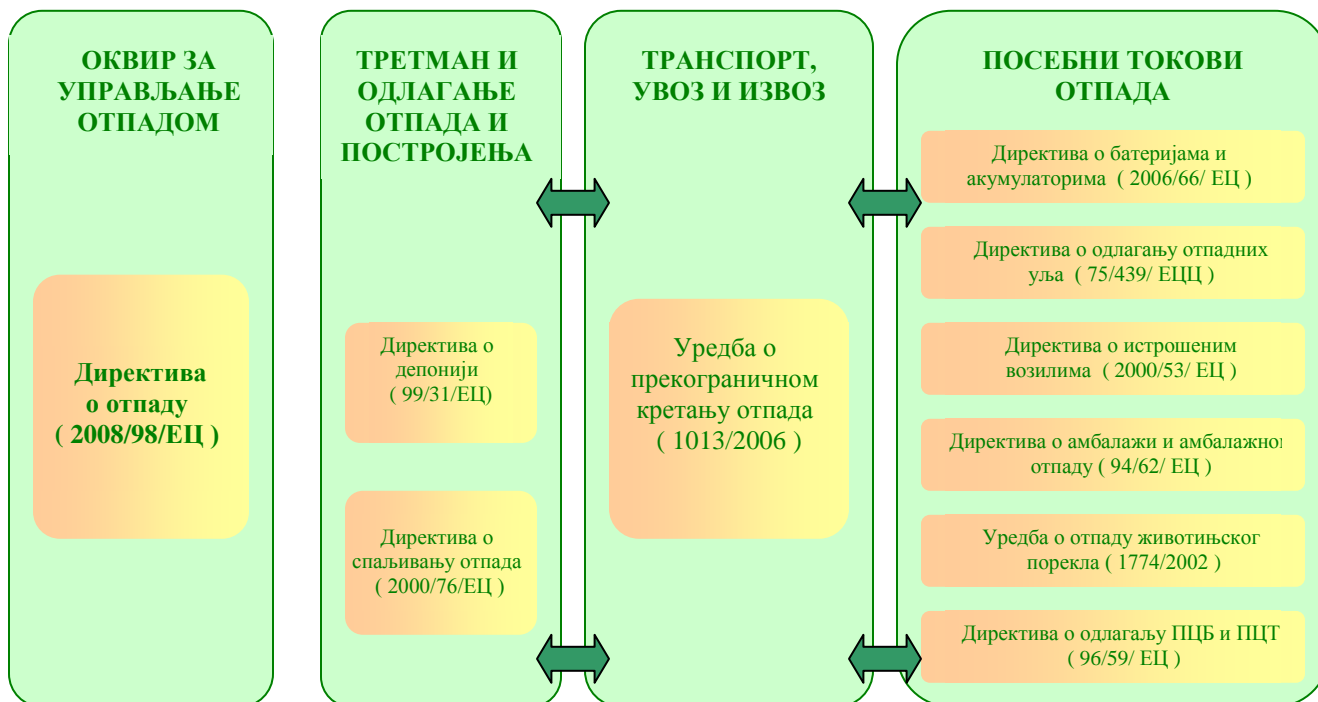 ОКВИР ЗА
УПРАВЉАЊЕ
ОТПАДОМ
Директива
о отпаду
( 2008/98/ЕЦ )
ТРЕТМАН И
ОДЛАГАЊЕ
ОТПАДА И
ПОСТРОЈЕЊА
Директива о
депонији
( 99/31/ЕЦ)
Директива о
спаљивању отпада
( 2000/76/ЕЦ )
ТРАНСПОРТ,
УВОЗ И ИЗВОЗ
Уредба о
прекограничном
кретању отпада
( 1013/2006 )
ПОСЕБНИ ТОКОВИ
ОТПАДА
Директива о батеријама и
акумулаторима ( 2006/66/ ЕЦ )
Директива о одлагању отпадних
уља ( 75/439/ ЕЦЦ )
Директива о истрошеним
возилима ( 2000/53/ ЕЦ )
Директива о амбалажи и амбалажном
отпаду ( 94/62/ ЕЦ )
Уредба о отпаду животињског
порекла ( 1774/2002 )
Директива о одлагаљу ПЦБ и ПЦТ
( 96/59/ ЕЦ )